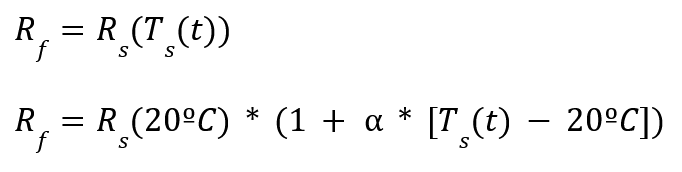 R_f = R_s(T_s(t))
R_f = R_s(20ºC) * (1 + α * [T_s(t) − 20ºC])